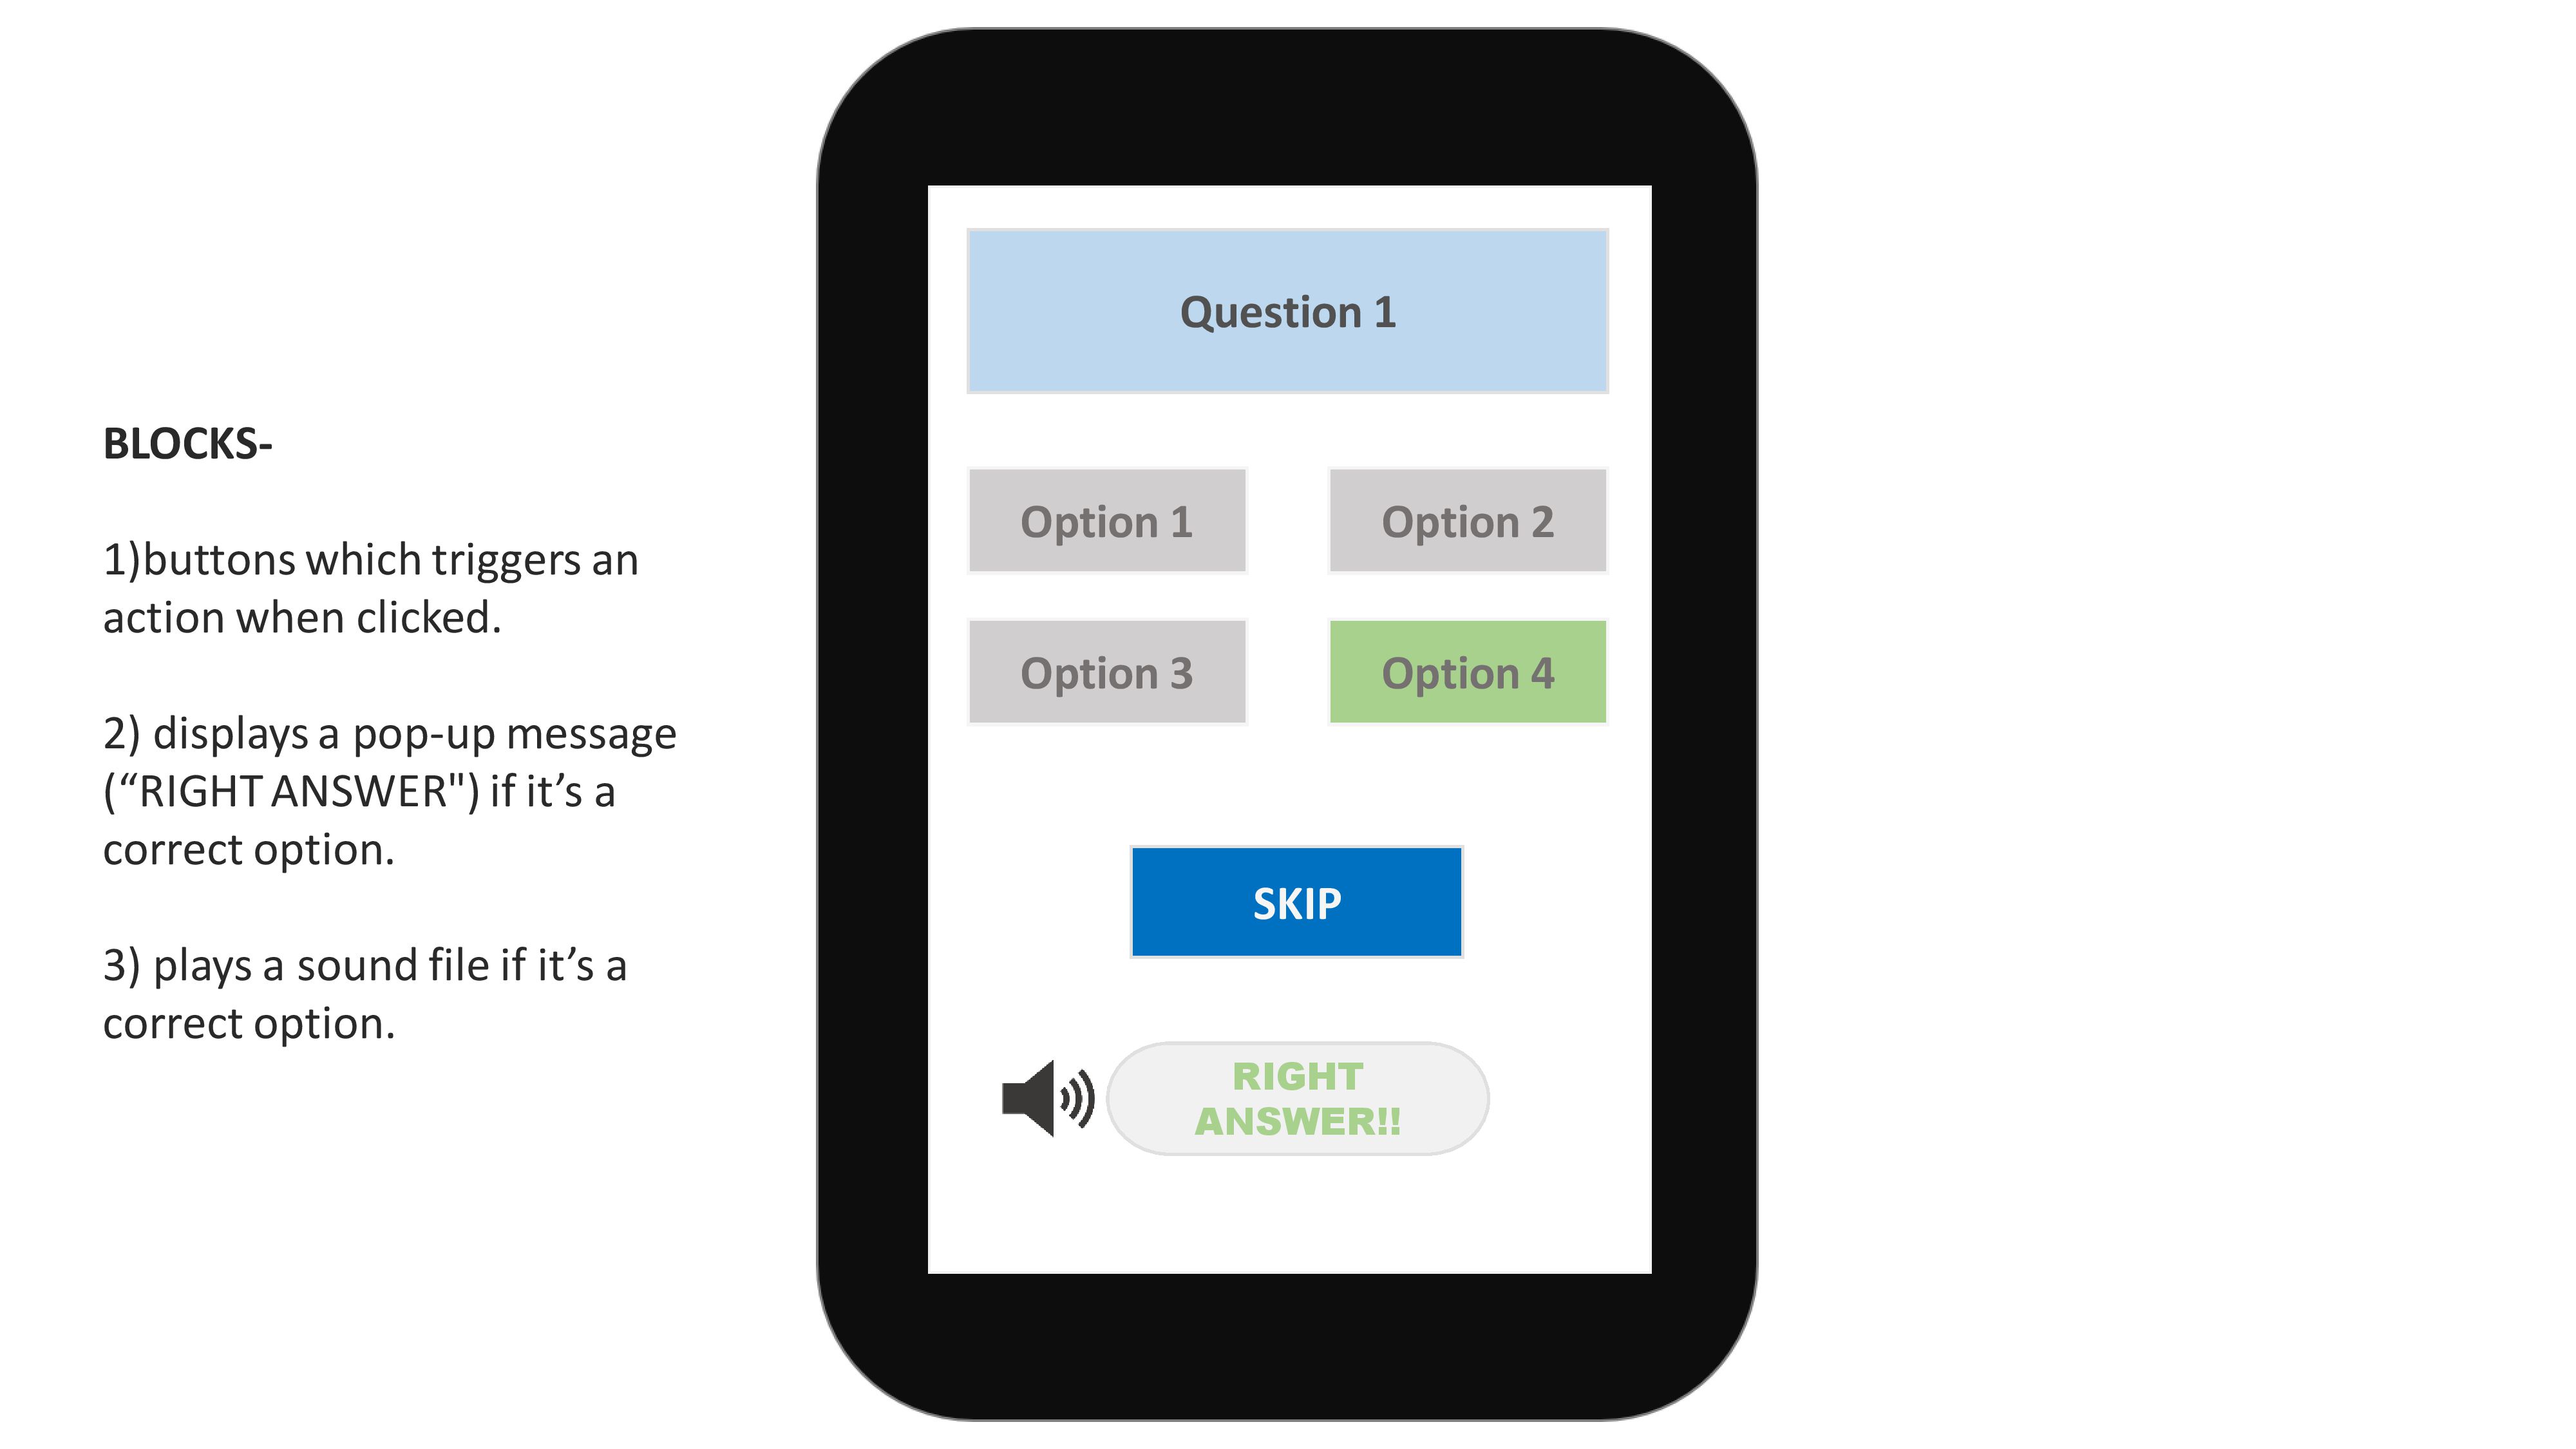 BLOCKS-
1)buttons which triggers an
action when clicked.
2) displays a pop-up message
(“RIGHT ANSWER") if it’s a
correct option.
3) plays a sound file if it’s a
correct option.
Question 1
Option 1
Option 2
Option 3
Option 4
SKIP
RIGHT
ANSWER!!